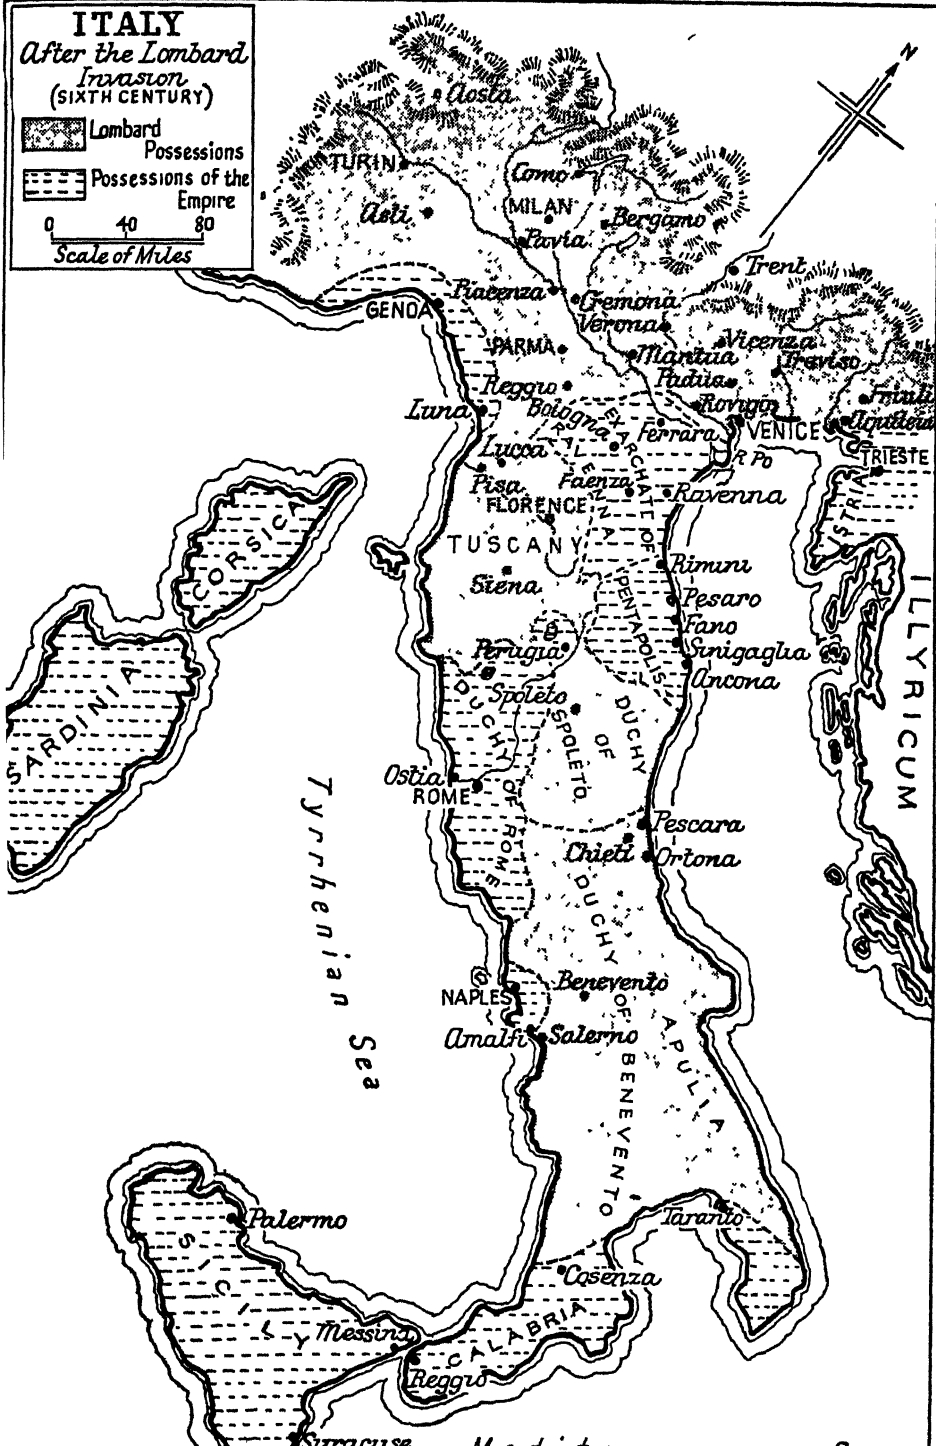 ITALY
After the Lombard
Invasion
(SIXTH CENTURY)
Lombard
Possessions
Possessions of the
Empire
0 40 80
Scale of Miles
N
Aosta
TURIN
Como
Asti
MILAN
Bergamo
Pavia
Trent
Piacenza
Cremona
GENOA
Verona
Vicenza
PARMA
Mantua
Treviso
Padua
Reggio
Friuli
Rovigo
Luna
Bologna
Ferrara
VENICE
Aquileia
EXARCHATE OF
RAVENNA
Lucca
R Po
TRIESTE
Pisa
Faenza
Ravenna
FLORENCE
YSTRIA
CORSICA
TUSCANY
Rimini
Siena
PENTAPOLIS
Pesaro
Fano
ILLYRICUM
Perugia
Sinigaglia
Ancona
SARDINIA
Spoleto
DUCHY OF ROME
DUCHY
OF
SPOLETO
Ostia
ROME
Tyrrhenian Sea
Pescara
Chieti
Ortona
DUCHY OF BENEVENTO
NAPLES
Benevento
Amalfi
Salerno
APULIA
Palermo
Taranto
SICILY
Cosenza
CALABRIA
Messina
Reggio
Syracuse